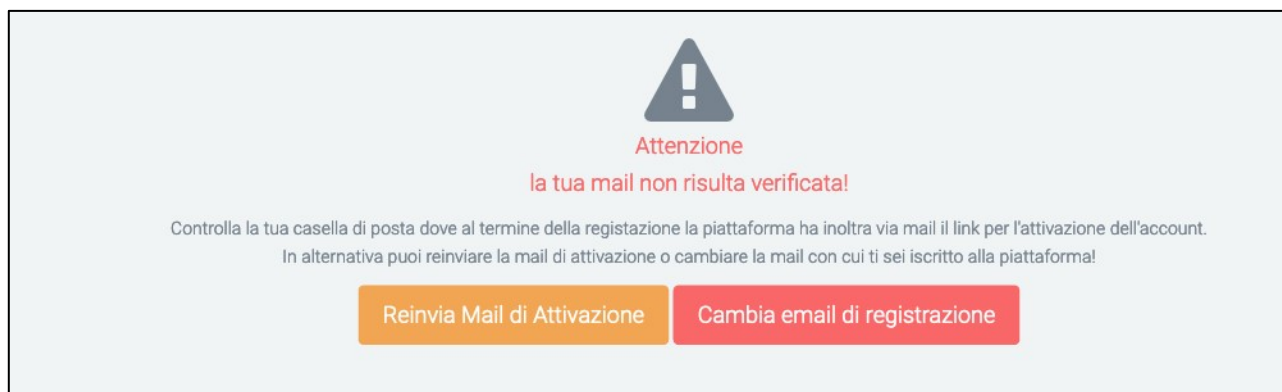 Attenzione
la tua mail non risulta verificata!
Controlla la tua casella di posta dove al termine della registazione la piattaforma ha inoltra via mail il link per l'attivazione dell'account.
In alternativa puoi reinviare la mail di attivazione o cambiare la mail con cui ti sei iscritto alla piattaforma!
Reinvia Mail di Attivazione Cambia email di registrazione